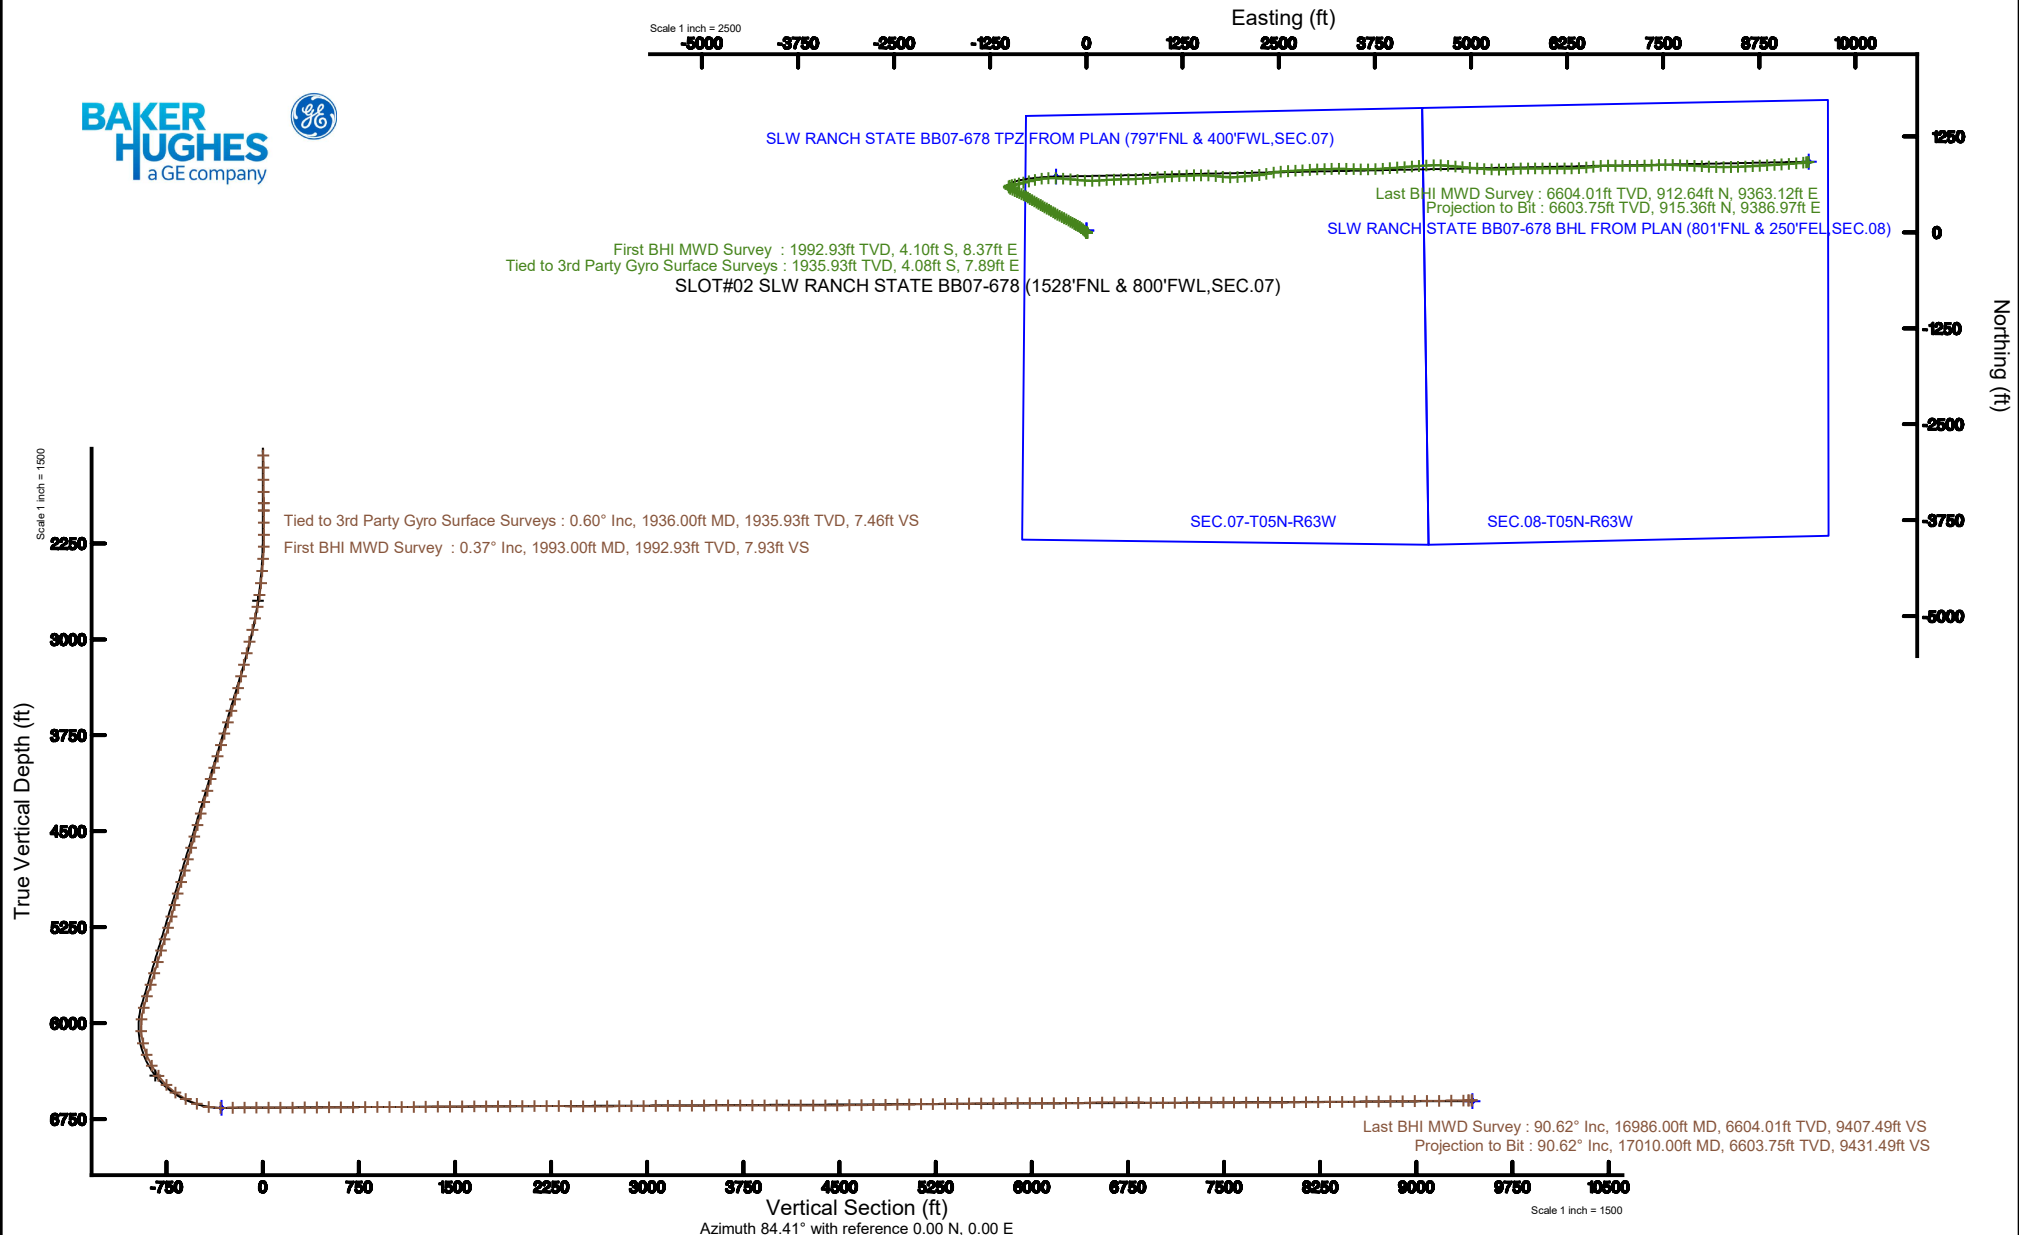 Easting (ft)
Scale 1 inch = 2500
-5000 -3750 -2500 -1250 0 1250 2500 3750 5000 6250 7500 8750 10000
BAKER
HUGHES
a GE company
GE
SLW RANCH STATE BB07-678 TPZ FROM PLAN (797'FNL & 400'FWL,SEC.07)
Last BHI MWD Survey : 6604.01ft TVD, 912.64ft N, 9363.12ft E
Projection to Bit : 6603.75ft TVD, 915.36ft N, 9386.97ft E
SLW RANCH STATE BB07-678 BHL FROM PLAN (801'FNL & 250'FEL,SEC.08)
First BHI MWD Survey : 1992.93ft TVD, 4.10ft S, 8.37ft E
Tied to 3rd Party Gyro Surface Surveys : 1935.93ft TVD, 4.08ft S, 7.89ft E
SLOT#02 SLW RANCH STATE BB07-678 (1528'FNL & 800'FWL,SEC.07)
1250
0
-1250
-2500
-3750
-5000
Northing (ft)
SEC.07-T05N-R63W
SEC.08-T05N-R63W
Scale 1 inch = 1500
Tied to 3rd Party Gyro Surface Surveys : 0.60° Inc, 1936.00ft MD, 1935.93ft TVD, 7.46ft VS
First BHI MWD Survey : 0.37° Inc, 1993.00ft MD, 1992.93ft TVD, 7.93ft VS
2250
3000
3750
4500
5250
6000
6750
True Vertical Depth (ft)
Last BHI MWD Survey : 90.62° Inc, 16986.00ft MD, 6604.01ft TVD, 9407.49ft VS
Projection to Bit : 90.62° Inc, 17010.00ft MD, 6603.75ft TVD, 9431.49ft VS
-750 0 750 1500 2250 3000 3750 4500 5250 6000 6750 7500 8250 9000 9750 10500
Vertical Section (ft)
Scale 1 inch = 1500
Azimuth 84.41° with reference 0.00 N, 0.00 E